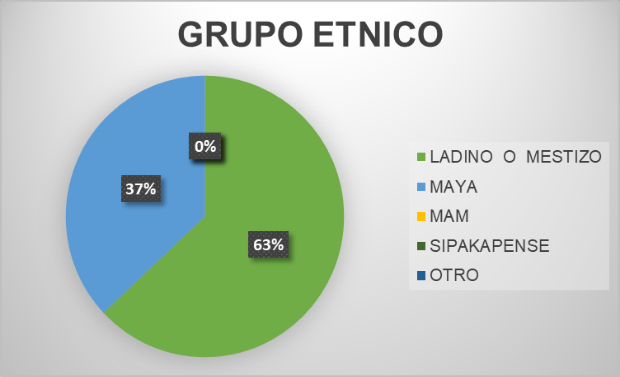 GRUPO ETNICO
0%
37%
63%
LADINO O MESTIZO
MAYA
MAM
SIPAKAPENSE
OTRO